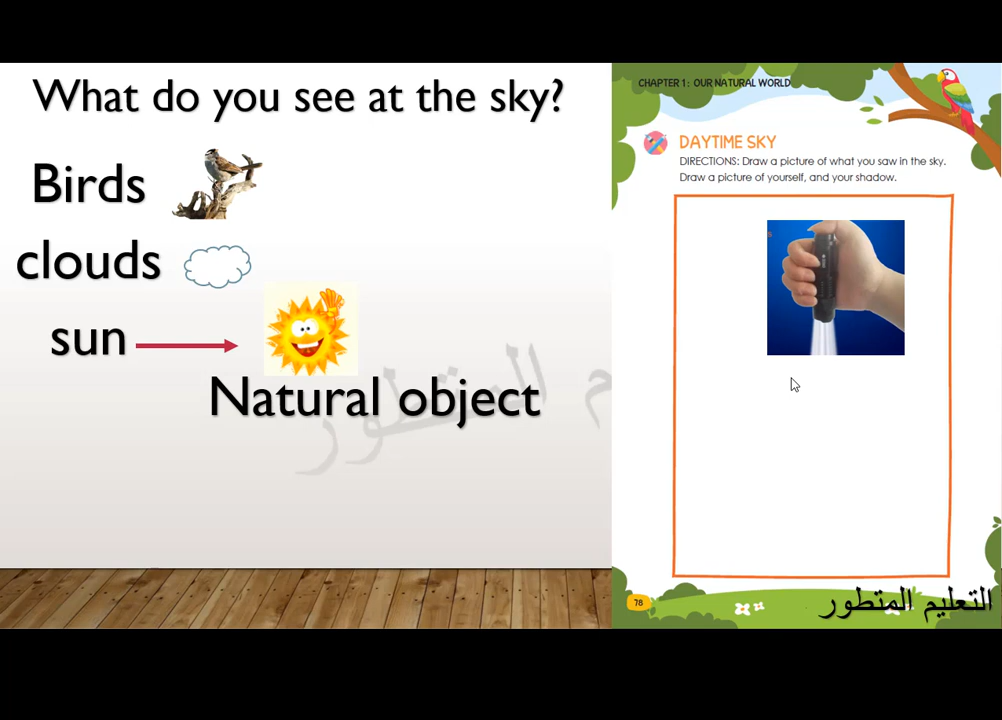 What do you see at the sky?
Birds
clouds
sun
Natural object
م المتطور
CHAPTER 1: OUR NATURAL WORLD
DAYTIME SKY
DIRECTIONS: Draw a picture of what you saw in the sky.
Draw a picture of yourself, and your shadow.
78
التعليم المتطور